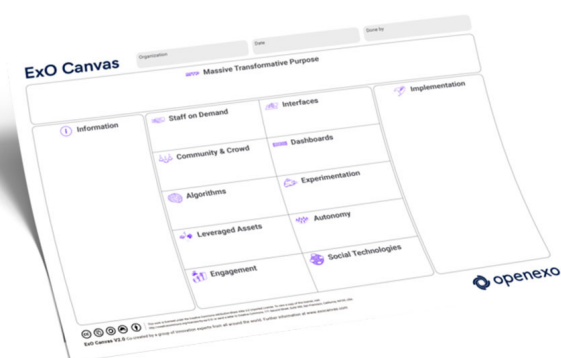 ExO Canvas
Organization
Date
Done by
Massive Transformative Purpose
Information
Staff on Demand
Interfaces
Implementation
Community & Crowd
Dashboards
Algorithms
Experimentation
Leveraged Assets
Autonomy
Engagement
Social Technologies
openexo
ExO Canvas V2.0 Co-created by a group of innovative experts from all around the world. Further information at www.exocanvas.com